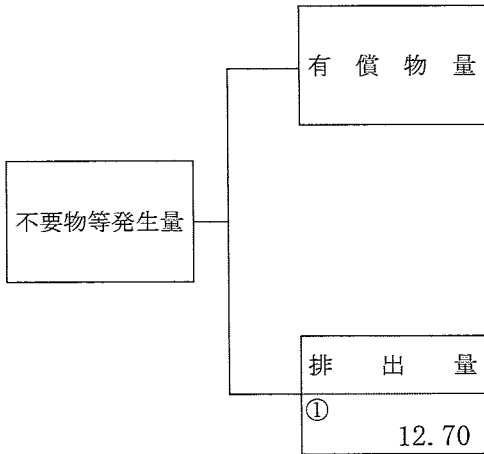 有償物量
不要物等発生量
排出量
①
12.70